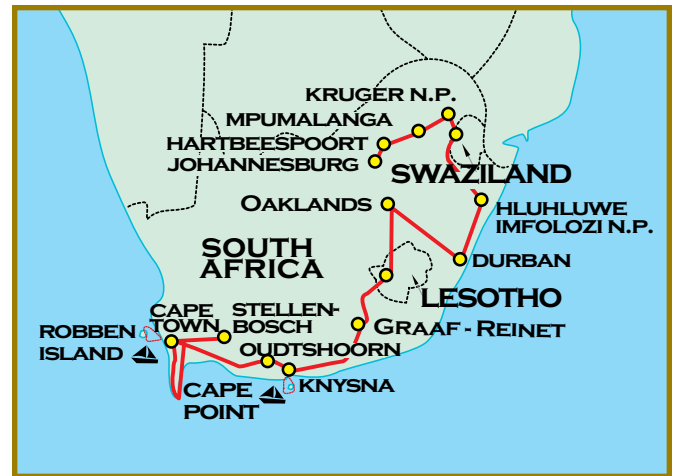 KRUGER N.P.
MPUMALANGA
HARTBEESPOORT
JOHANNESBURG
SWAZILAND
OAKLANDS
HLUHLUWE
IMFOLOZI N.P.
SOUTH
AFRICA
DURBAN
LESOTHO
CAPE
TOWN
STELLEN-
BOSCH
GRAAF-REINET
ROBBEN
ISLAND
OUDTSHOORN
CAPE
POINT
KNYSNA